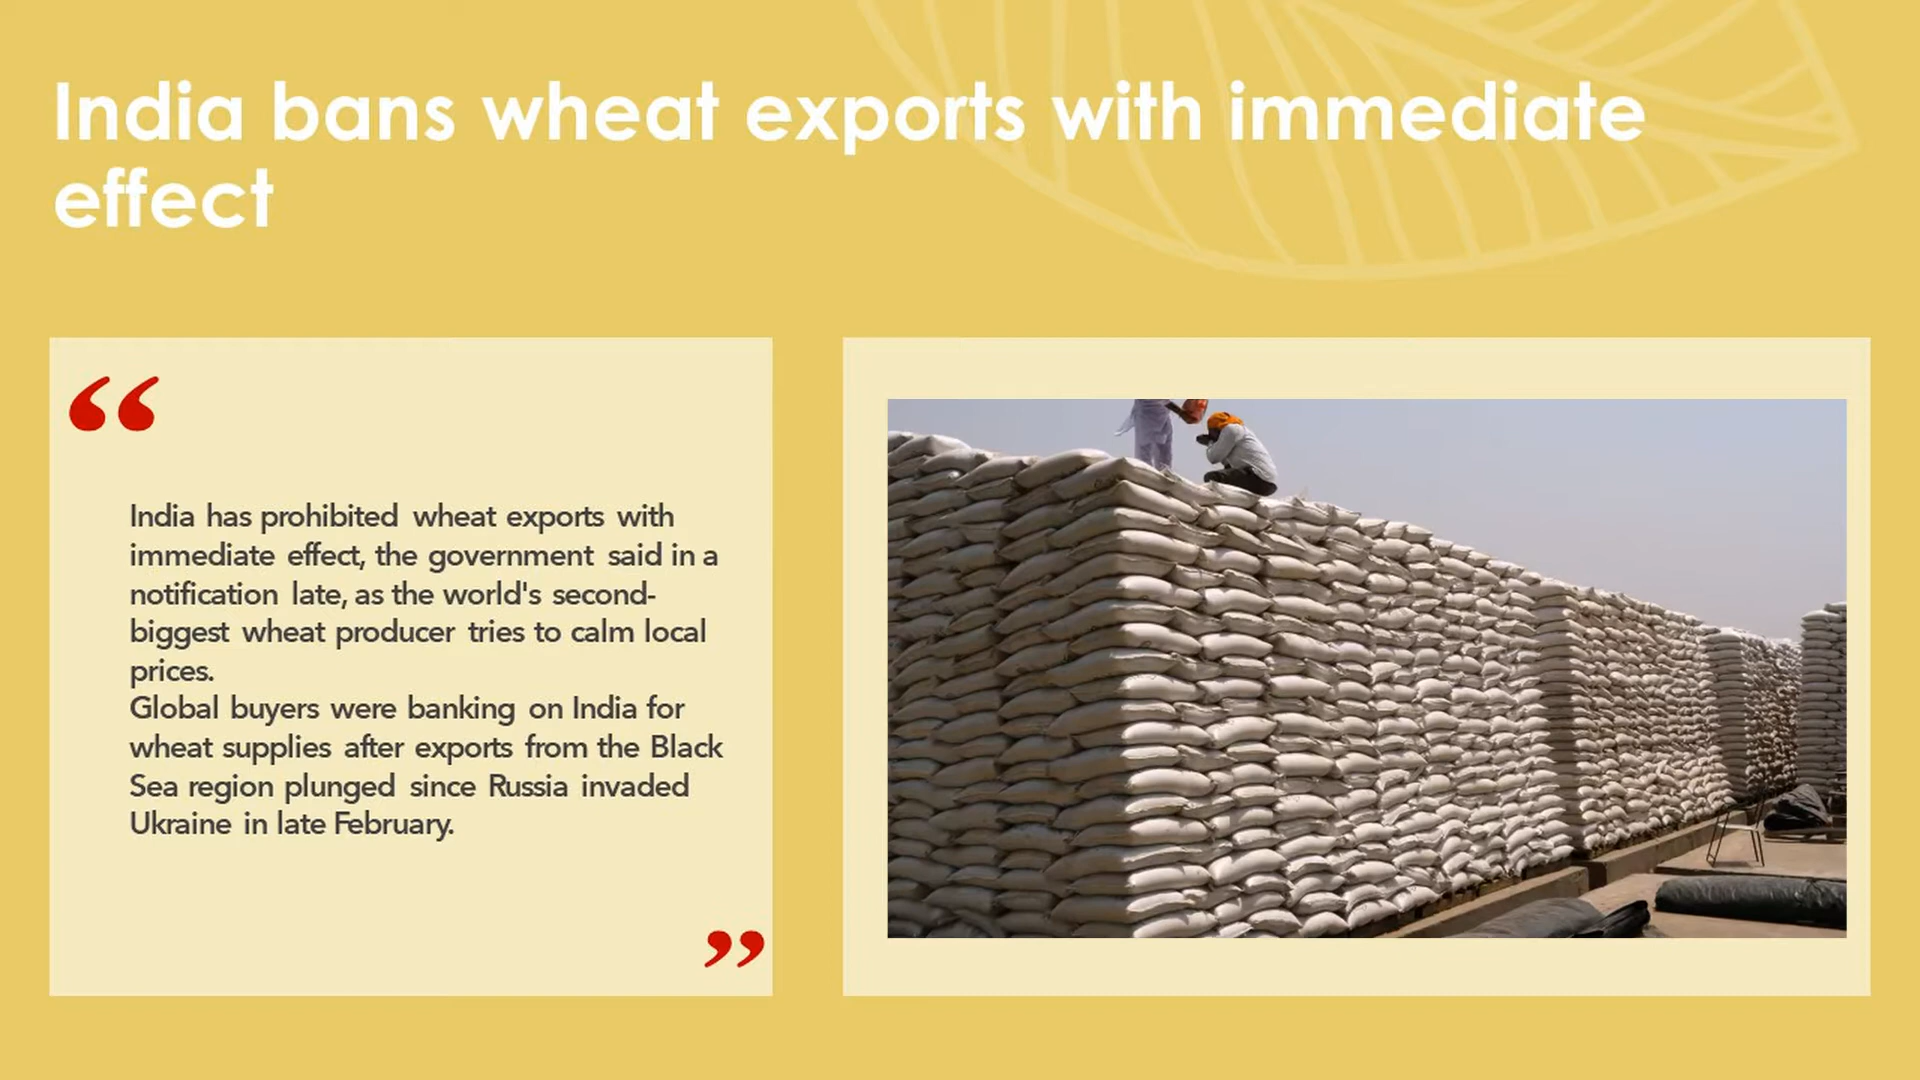 India bans wheat exports with immediate
effect
“
India has prohibited wheat exports with
immediate effect, the government said in a
notification late, as the world's second-
biggest wheat producer tries to calm local
prices.
Global buyers were banking on India for
wheat supplies after exports from the Black
Sea region plunged since Russia invaded
Ukraine in late February.
”